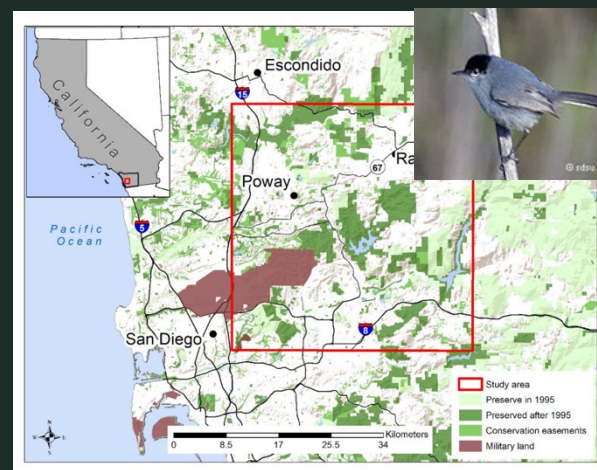 California
Escondido
15
67
Ra
Poway
Pacific
Ocean
5
San Diego
8
© sdsu.
Study area
Preserve in 1995
Preserved after 1995
Conservation easements
Military land
Kilometers
0 8.5 17 25.5 34
N
W E
S